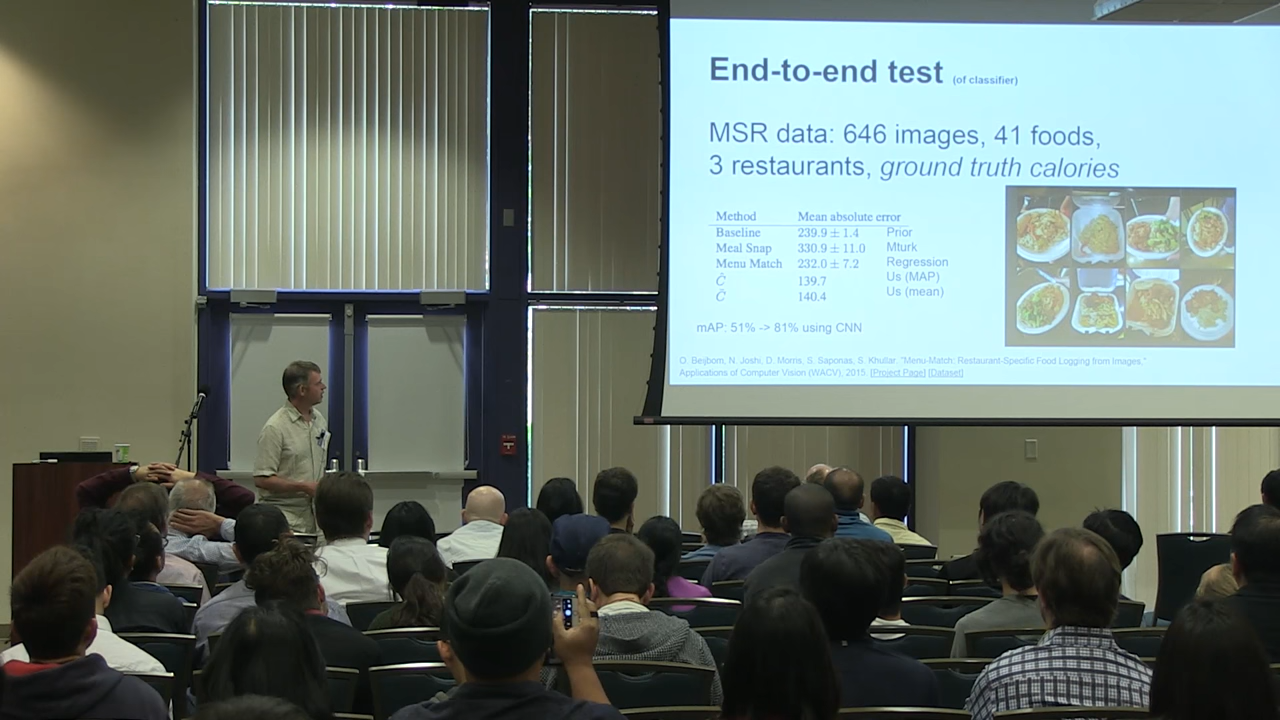 End-to-end test (of classifier)
MSR data: 646 images, 41 foods,
3 restaurants, ground truth calories
Method Mean absolute error
Baseline 239.9 ± 1.4 Prior
Meal Snap 330.9 ± 11.0 Mturk
Menu Match 232.0 ± 7.2 Regression
Ĉ 139.7 Us (MAP)
Č 140.4 Us (mean)
mAP: 51% -> 81% using CNN
O. Beijbom, N. Joshi, D. Morris, S. Saponas, S. Khullar. "Menu-Match: Restaurant-Specific Food Logging from Images,"
Applications of Computer Vision (WACV), 2015. [Project Page] [Dataset]